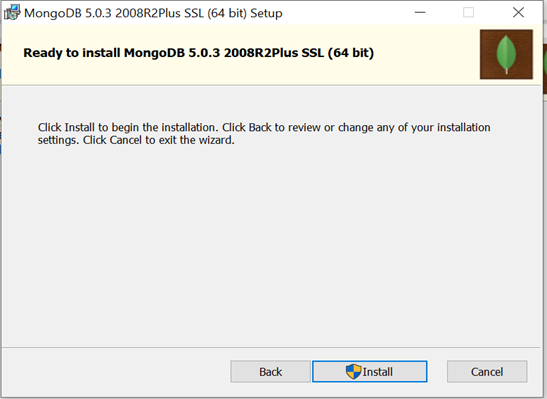 MongoDB 5.0.3 2008R2Plus SSL (64 bit) Setup
Ready to install MongoDB 5.0.3 2008R2Plus SSL (64 bit)
Click Install to begin the installation. Click Back to review or change any of your installation
settings. Click Cancel to exit the wizard.
Back
Install
Cancel